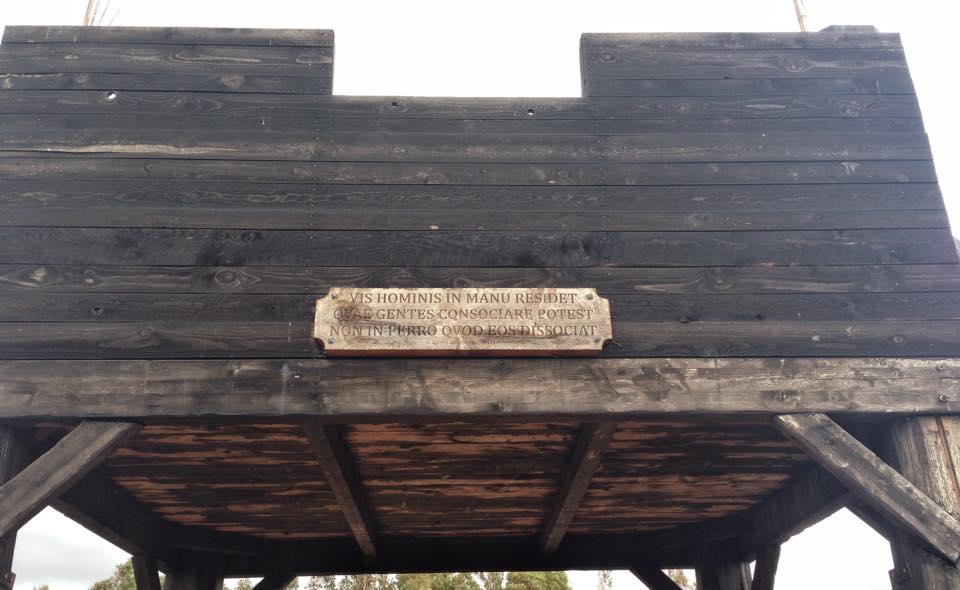 VIS HOMINIS IN MANU RESIDET
QVAE GENTES CONSOCIARE POTEST
NON IN FERRO QVOD EOS DISSOCIAT